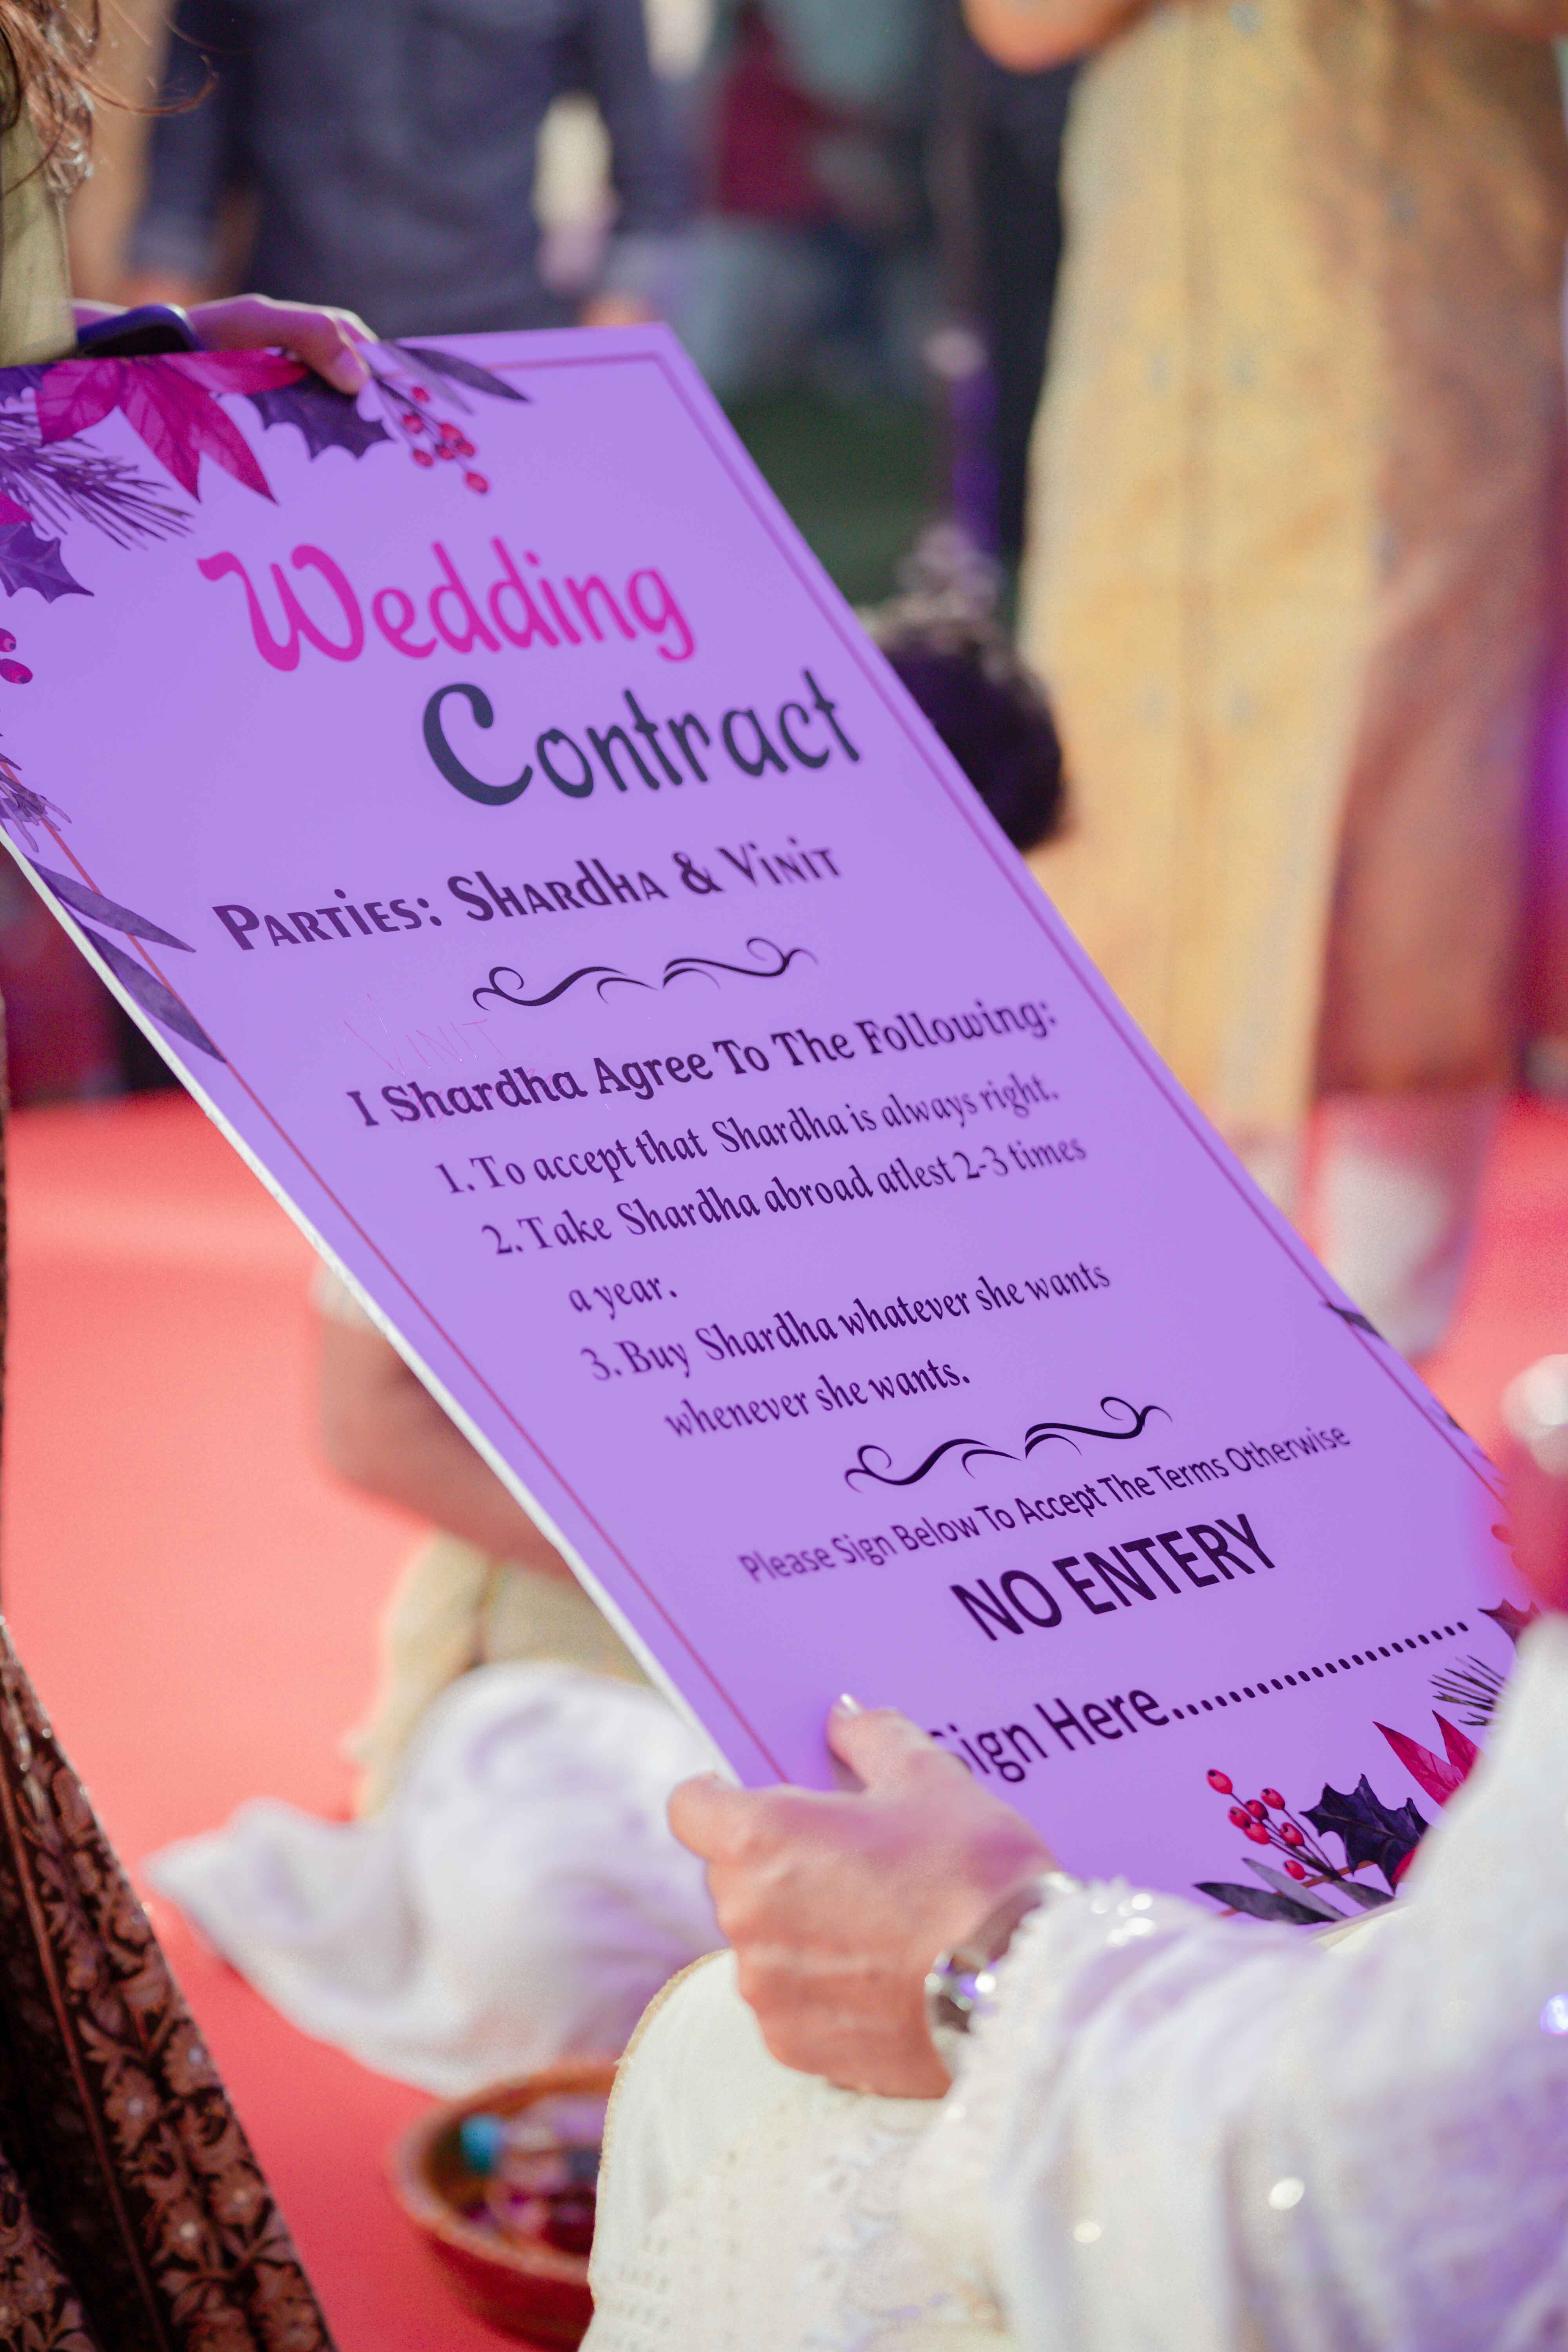 Wedding
Contract
PARTiES: SHARdHA & ViNiT
VINIT
I Shardha Agree To The Following:
1. To accept that Shardha is always right.
2. Take Shardha abroad atlest 2-3 times
a year.
3. Buy Shardha whatever she wants
whenever she wants.
Please Sign Below To Accept The Terms Otherwise
NO ENTERY
Sign Here........................